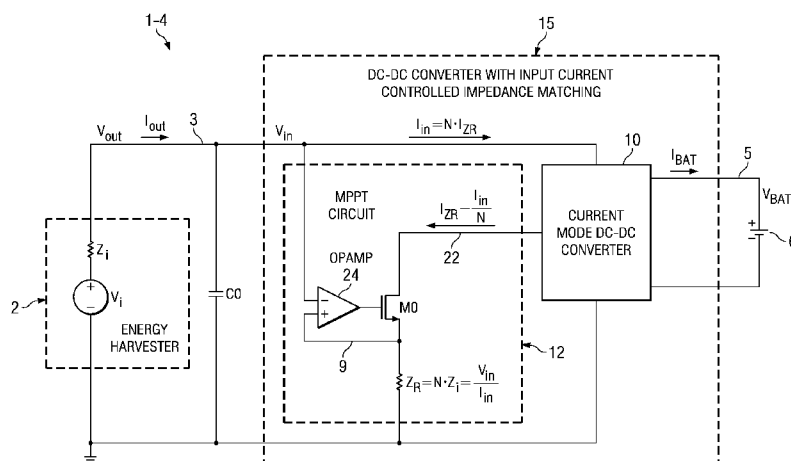 1-4
15
DC-DC CONVERTER WITH INPUT CURRENT
CONTROLLED IMPEDANCE MATCHING
Vout
Iout
3
Vin
Iin=N·IZR
10
IBAT
5
VBAT
MPPT
CIRCUIT
IZR—Iin/N
22
CURRENT
MODE DC-DC
CONVERTER
+
−
6
OPAMP
24
−
+
M0
9
12
ZR=N·Zi=Vin/Iin
2
Zi
+
−
Vi
ENERGY
HARVESTER
C0